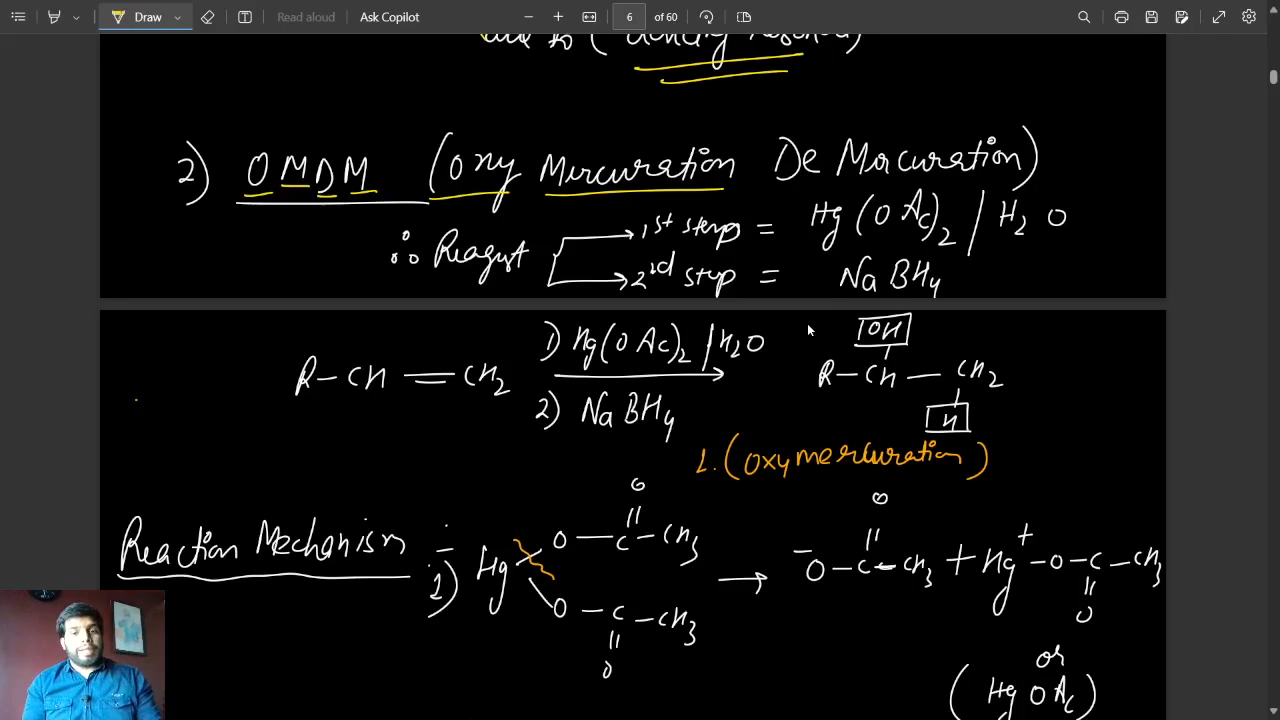 Draw
Read aloud
Ask Copilot
6
of 60
2) OMDM (Oxy Mercuration De Mercuration)
∴ Reagent → 1st step = Hg(OAc)2 / H2O
→ 2nd step = NaBH4
R-CH=CH2
1) Hg(OAc)2 / H2O
2) NaBH4
OH
R-CH-CH2
H
1. (Oxymercuration)
Reaction Mechanism :-
1) Hg O-C-CH3 → -O-C-CH3 + Hg+-O-C-CH3
O-C-CH3
O
or
(HgOAc)